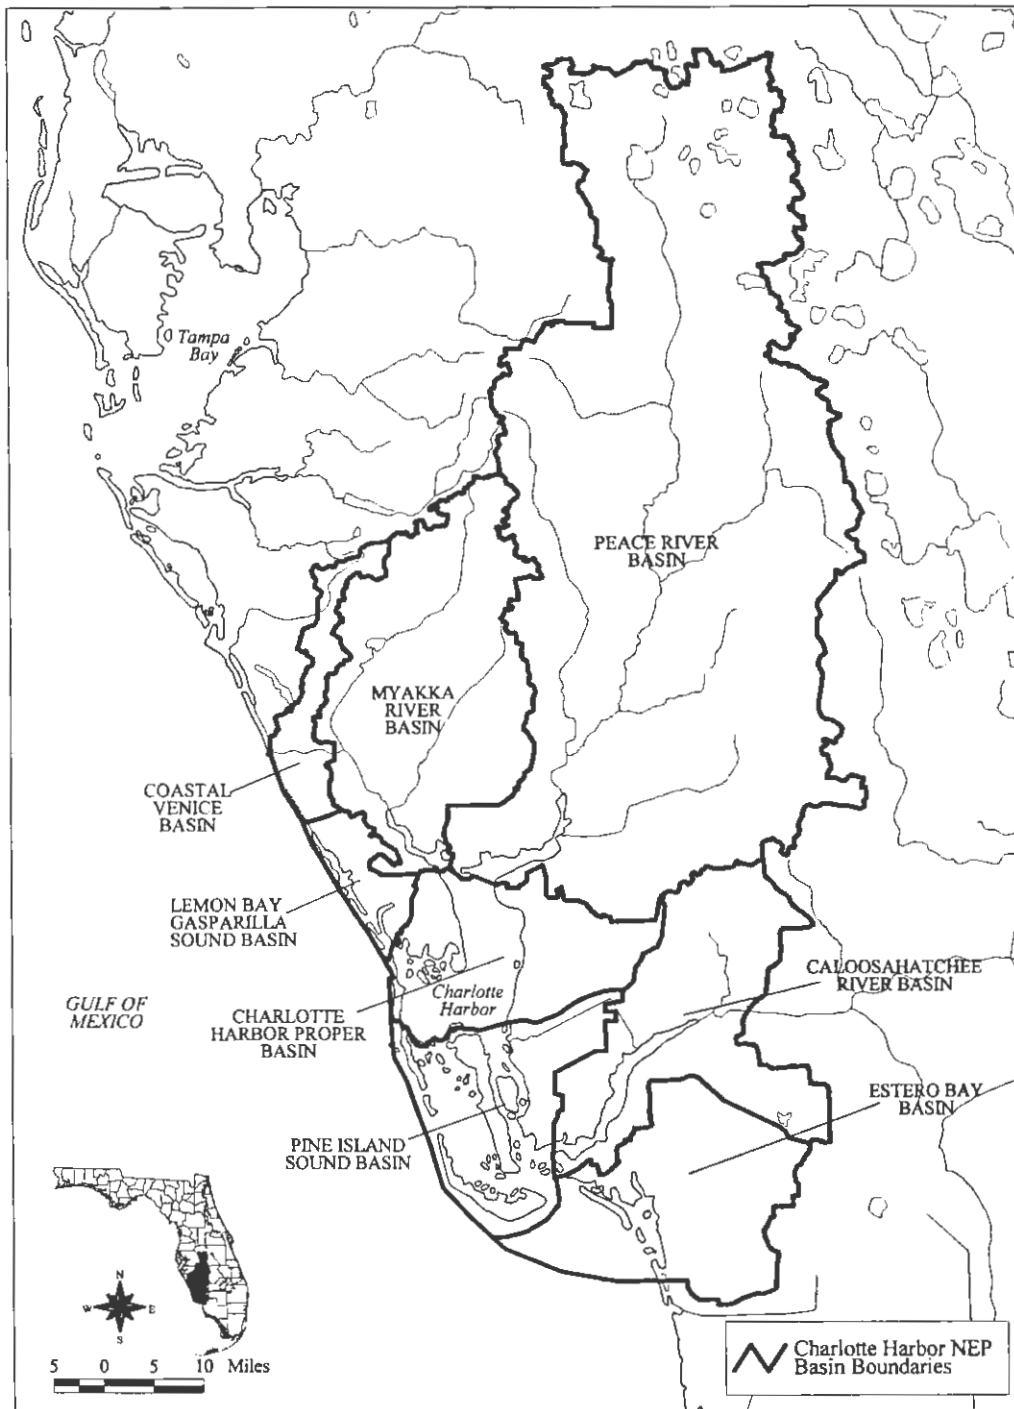 Tampa
Bay
PEACE RIVER
BASIN
MYAKKA
RIVER
BASIN
COASTAL
VENICE
BASIN
LEMON BAY
GASPARILLA
SOUND BASIN
GULF OF
MEXICO
CHARLOTTE
HARBOR PROPER
BASIN
Charlotte
Harbor
CALOOSAHATCHEE
RIVER BASIN
ESTERO BAY
BASIN
PINE ISLAND
SOUND BASIN
N
W
E
S
5 0 5 10 Miles
Charlotte Harbor NEP
Basin Boundaries